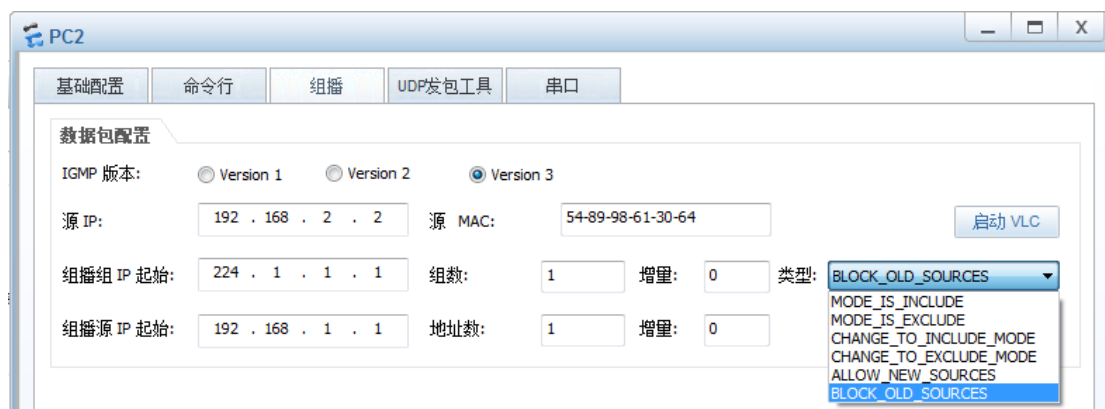 PC2
基础配置 命令行 组播 UDP发包工具 串口
数据包配置
IGMP 版本: Version 1 Version 2 Version 3
源 IP: 192 . 168 . 2 . 2 源 MAC: 54-89-98-61-30-64 启动 VLC
组播组 IP 起始: 224 . 1 . 1 . 1 组数: 1 增量: 0 类型: BLOCK_OLD_SOURCES
MODE_IS_INCLUDE
组播源 IP 起始: 192 . 168 . 1 . 1 地址数: 1 增量: 0 MODE_IS_EXCLUDE
CHANGE_TO_INCLUDE_MODE
CHANGE_TO_EXCLUDE_MODE
ALLOW_NEW_SOURCES
BLOCK_OLD_SOURCES